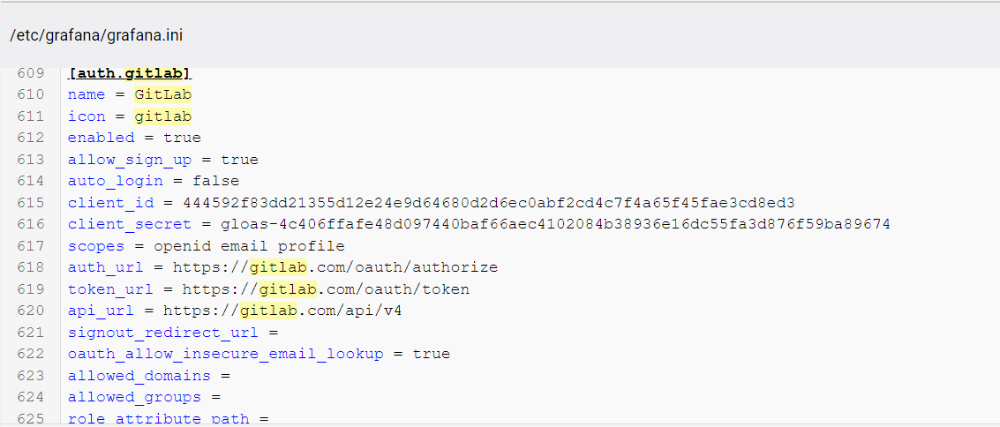 /etc/grafana/grafana.ini
609 [auth.gitlab]
610 name = GitLab
611 icon = gitlab
612 enabled = true
613 allow_sign_up = true
614 auto_login = false
615 client_id = 444592f83dd21355d12e24e9d64680d2d6ec0abf2cd4c7f4a65f45fae3cd8ed3
616 client_secret = gloas-4c406ffafe48d097440baf66aec4102084b38936e16dc55fa3d876f59ba89674
617 scopes = openid email profile
618 auth_url = https://gitlab.com/oauth/authorize
619 token_url = https://gitlab.com/oauth/token
620 api_url = https://gitlab.com/api/v4
621 signout_redirect_url =
622 oauth_allow_insecure_email_lookup = true
623 allowed_domains =
624 allowed_groups =
625 role_attribute_path =